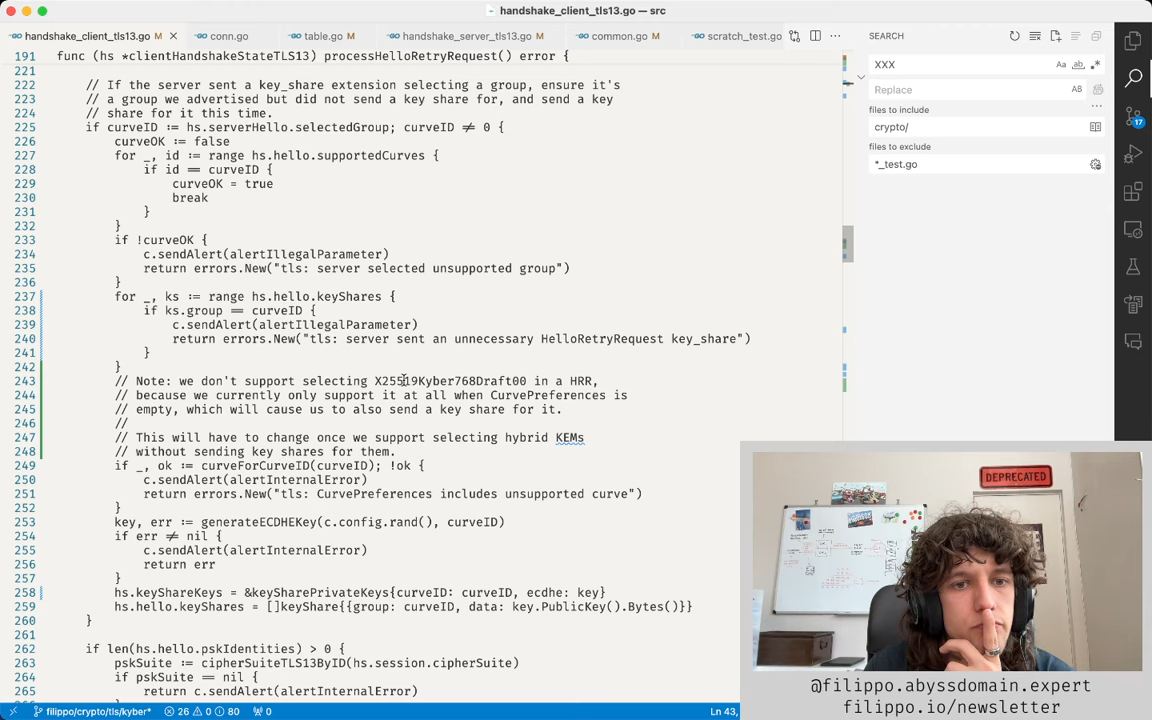 handshake_client_tls13.go — src
handshake_client_tls13.go M
conn.go
table.go M
handshake_server_tls13.go M
common.go M
scratch_test.go
SEARCH
191 func (hs *clientHandshakeStateTLS13) processHelloRetryRequest() error {
221
222 // If the server sent a key_share extension selecting a group, ensure it's
223 // a group we advertised but did not send a key share for, and send a key
224 // share for it this time.
225 if curveID := hs.serverHello.selectedGroup; curveID ≠ 0 {
226 curveOK := false
227 for _, id := range hs.hello.supportedCurves {
228 if id == curveID {
229 curveOK = true
230 break
231 }
232 }
233 if !curveOK {
234 c.sendAlert(alertIllegalParameter)
235 return errors.New("tls: server selected unsupported group")
236 }
237 for _, ks := range hs.hello.keyShares {
238 if ks.group == curveID {
239 c.sendAlert(alertIllegalParameter)
240 return errors.New("tls: server sent an unnecessary HelloRetryRequest key_share")
241 }
242 }
243 // Note: we don't support selecting X25519Kyber768Draft00 in a HRR,
244 // because we currently only support it at all when CurvePreferences is
245 // empty, which will cause us to also send a key share for it.
246 //
247 // This will have to change once we support selecting hybrid KEMs
248 // without sending key shares for them.
249 if _, ok := curveForCurveID(curveID); !ok {
250 c.sendAlert(alertInternalError)
251 return errors.New("tls: CurvePreferences includes unsupported curve")
252 }
253 key, err := generateECDHEKey(c.config.rand(), curveID)
254 if err ≠ nil {
255 c.sendAlert(alertInternalError)
256 return err
257 }
258 hs.keyShareKeys = &keySharePrivateKeys{curveID: curveID, ecdhe: key}
259 hs.hello.keyShares = []keyShare{{group: curveID, data: key.PublicKey().Bytes()}}
260 }
261
262 if len(hs.hello.pskIdentities) > 0 {
263 pskSuite := cipherSuiteTLS13ByID(hs.session.cipherSuite)
264 if pskSuite == nil {
265 return c.sendAlert(alertInternalError)
XXX
Aa ab .*
Replace
AB
files to include
crypto/
files to exclude
*_test.go
17
DEPRECATED
@filippo.abyssdomain.expert
filippo.io/newsletter
filippo/crypto/tls/kyber* 26 0 80 0
Ln 43,